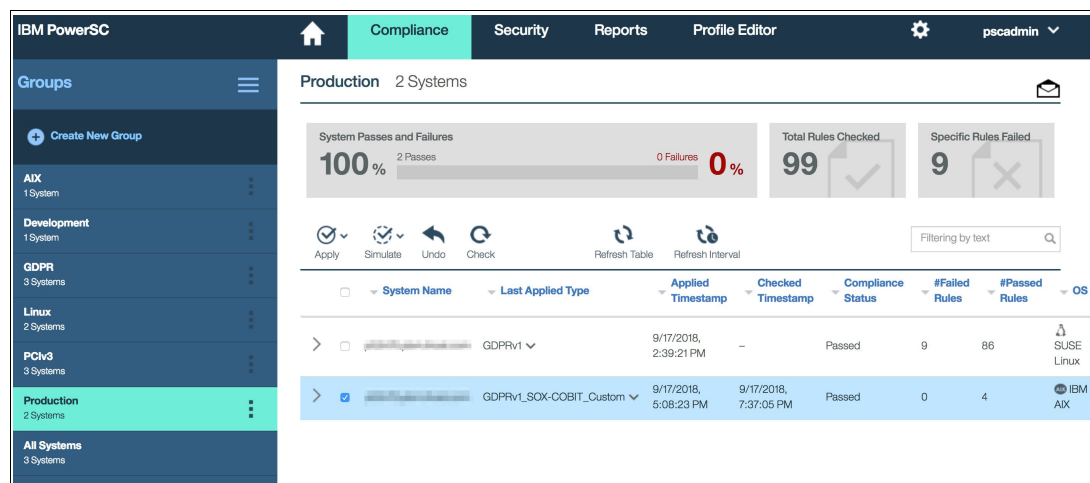 IBM PowerSC
Compliance
Security
Reports
Profile Editor
pscadmin
Groups
Production 2 Systems
Create New Group
AIX
1 System
Development
1 System
GDPR
3 Systems
Linux
2 Systems
PCIv3
3 Systems
Production
2 Systems
All Systems
3 Systems
System Passes and Failures
100 % 2 Passes 0 Failures 0 %
Total Rules Checked
99
Specific Rules Failed
9
Apply Simulate Undo Check Refresh Table Refresh Interval
Filtering by text
System Name Last Applied Type Applied Timestamp Checked Timestamp Compliance Status #Failed Rules #Passed Rules OS
GDPRv1 9/17/2018, 2:39:21 PM – Passed 9 86 SUSE Linux
GDPRv1_SOX-COBIT_Custom 9/17/2018, 5:08:23 PM 9/17/2018, 7:37:05 PM Passed 0 4 IBM AIX